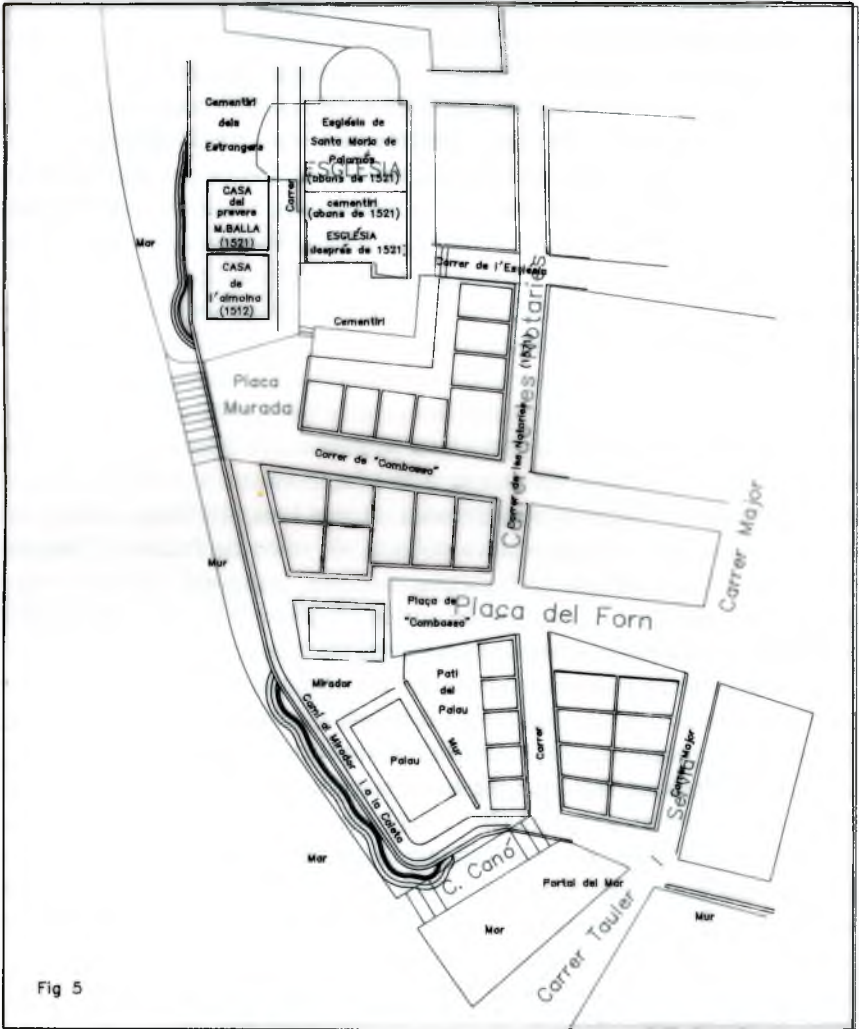 Cementiri
dels
Estrangers
Església de
Santa Maria de
Palamós
(abans de 1521)
ESGLÉSIA
CASA
del
prevere
M.BALLA
(1521)
Carrer
cementiri
(abans de 1521)
ESGLÉSIA
després de 1521)
Mar
CASA
de
l'almoina
(1512)
Carrer de l'Esglesia
Cementiri
Carrer de les Notaries
Carrer de les Notaries (1521)
Placa
Murada
Carrer de "Combassa"
Carrer Major
Mur
Plaça de
"Combassa"
Plaça del Forn
Mirador
Pati
del
Palau
Mur
Camí al Mirador i a la Caleta
Palau
Carrer
Carrer Major
Mar
C. Canó
Portal del Mar
Mar
Mur
Carrer Tauler
Fig 5